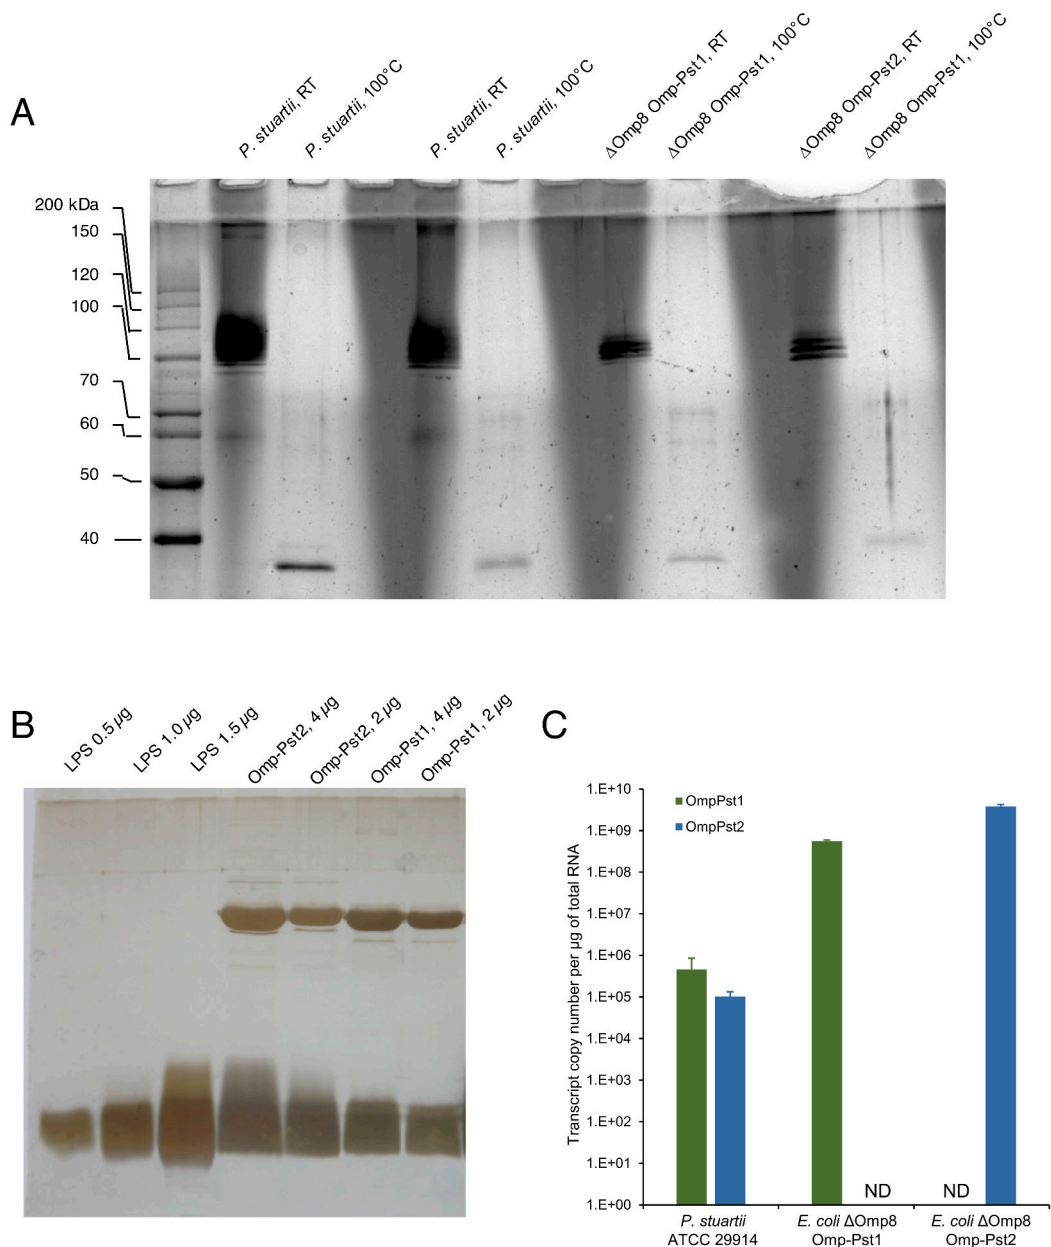 A
P. stuartii, RT
P. stuartii, 100°C
P. stuartii, RT
P. stuartii, 100°C
ΔOmp8 Omp-Pst1, RT
ΔOmp8 Omp-Pst1, 100°C
ΔOmp8 Omp-Pst2, RT
ΔOmp8 Omp-Pst1, 100°C
200 kDa
150
120
100
70
60
50
40
B
LPS 0.5 µg
LPS 1.0 µg
LPS 1.5 µg
Omp-Pst2, 4 µg
Omp-Pst2, 2 µg
Omp-Pst1, 4 µg
Omp-Pst1, 2 µg
C
Transcript copy number per µg of total RNA
1.E+10
1.E+09
1.E+08
1.E+07
1.E+06
1.E+05
1.E+04
1.E+03
1.E+02
1.E+01
1.E+00
OmpPst1
OmpPst2
ND
ND
P. stuartii
ATCC 29914
E. coli ΔOmp8
Omp-Pst1
E. coli ΔOmp8
Omp-Pst2